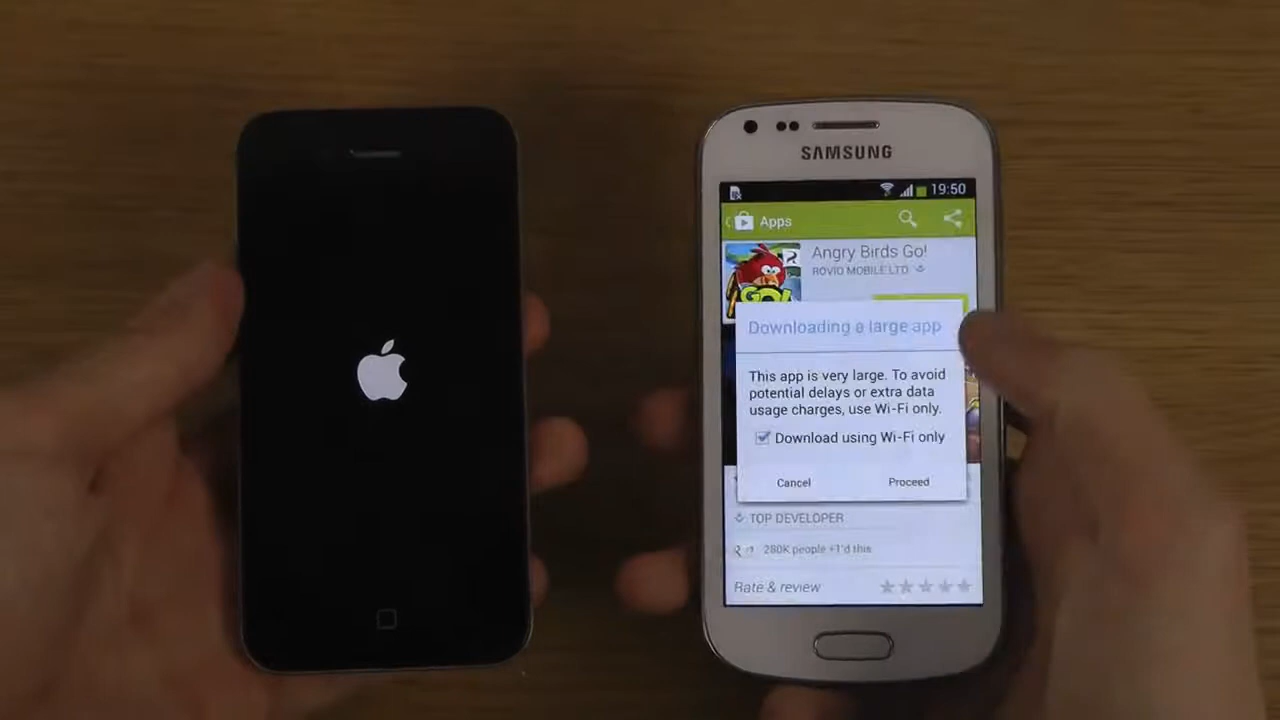 SAMSUNG
19:50
Apps
Angry Birds Go!
ROVIO MOBILE LTD
GO!
Downloading a large app
This app is very large. To avoid
potential delays or extra data
usage charges, use Wi-Fi only.
Download using Wi-Fi only
Cancel
Proceed
TOP DEVELOPER
280K people +1'd this
Rate & review